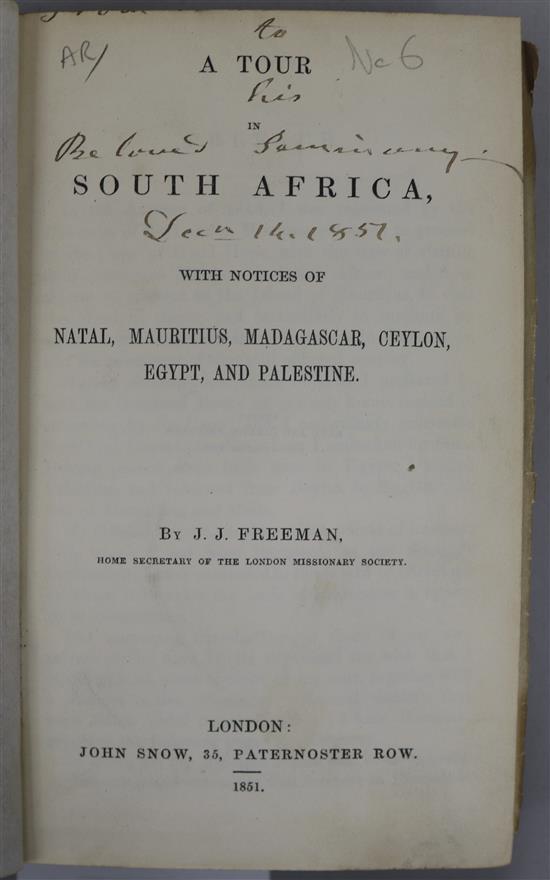 to
AR/
No 6
A TOUR
his
IN
Beloved
SOUTH AFRICA,
Decr 14. 1851.
WITH NOTICES OF
NATAL, MAURITIUS, MADAGASCAR, CEYLON,
EGYPT, AND PALESTINE.
BY J. J. FREEMAN,
HOME SECRETARY OF THE LONDON MISSIONARY SOCIETY.
LONDON:
JOHN SNOW, 35, PATERNOSTER ROW.
1851.